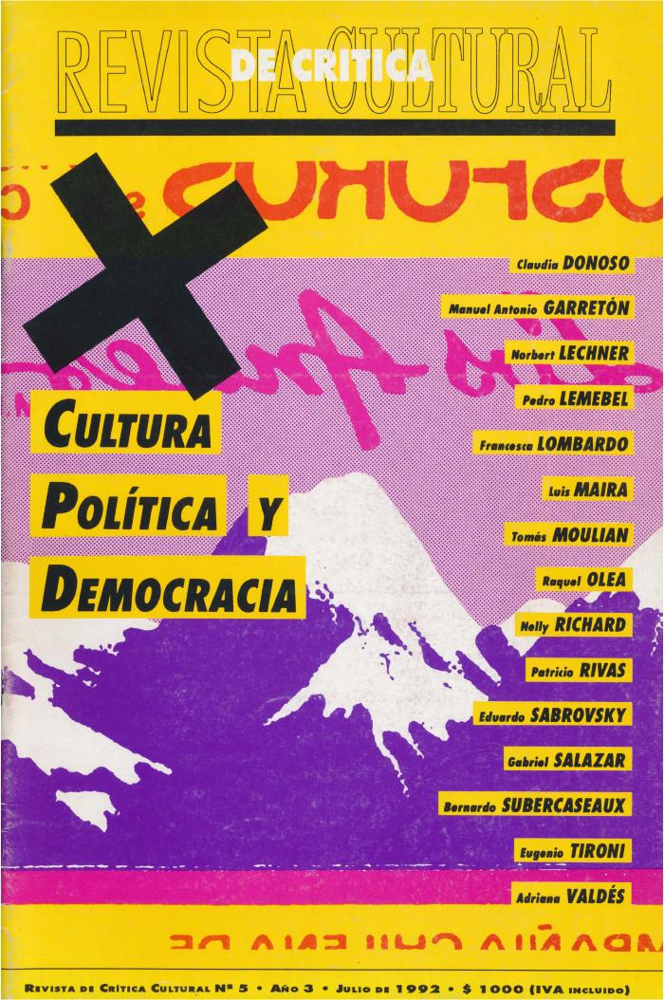 REVISTA CULTURAL
DE CRÍTICA
Claudia DONOSO
Manuel Antonio GARRETÓN
Norbert LECHNER
Pedro LEMEBEL
Francesca LOMBARDO
Luis MAIRA
Tomás MOULIAN
Raquel OLEA
Nelly RICHARD
Patricio RIVAS
Eduardo SABROVSKY
Gabriel SALAZAR
Bernardo SUBERCASEAUX
Eugenio TIRONI
Adriana VALDÉS
CULTURA
POLÍTICA Y
DEMOCRACIA
REVISTA DE CRÍTICA CULTURAL Nº 5 • AÑO 3 • JULIO DE 1992 • $ 1000 (IVA INCLUIDO)